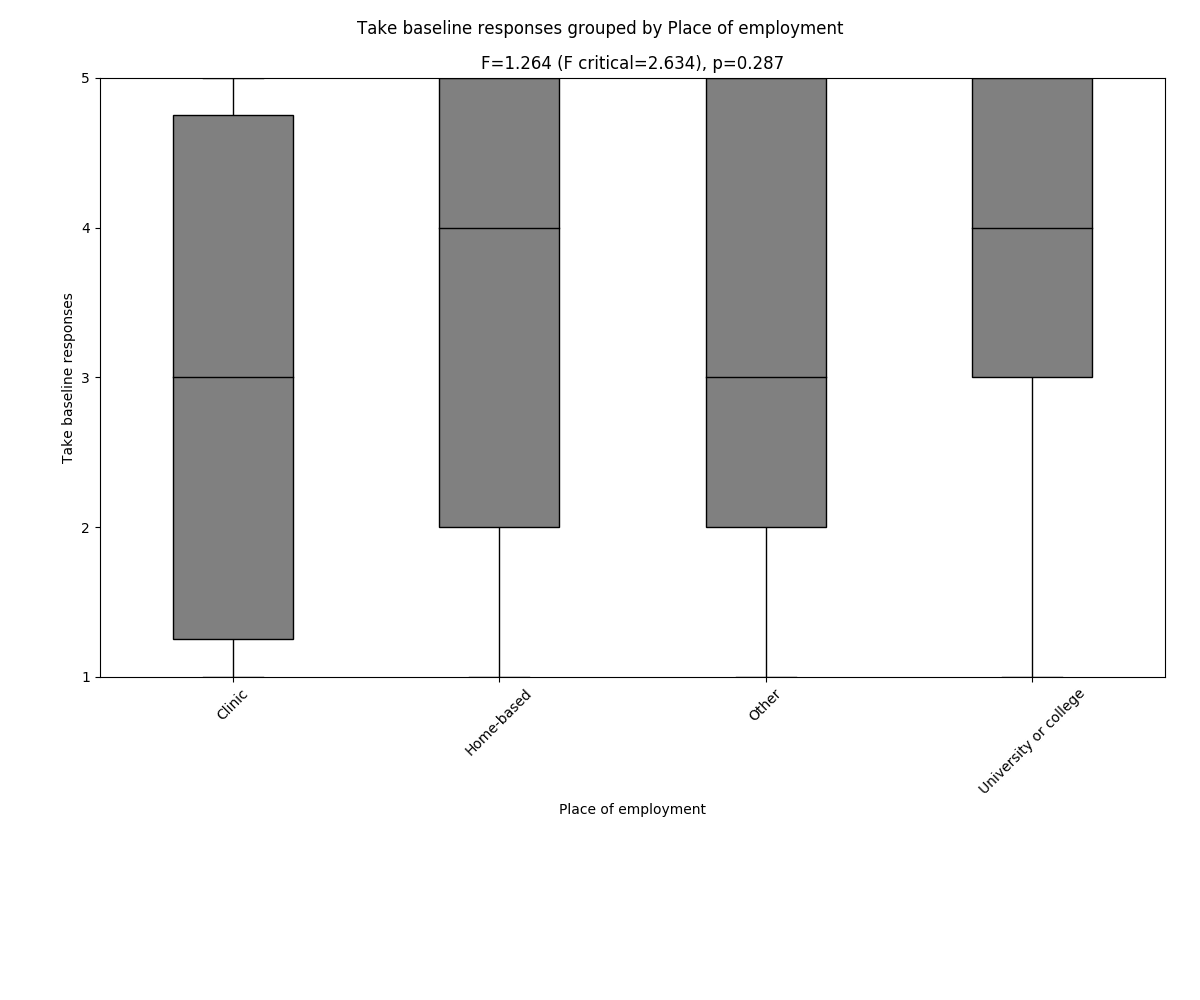 Take baseline responses grouped by Place of employment
F=1.264 (F critical=2.634), p=0.287
5
4
3
2
1
Take baseline responses
Clinic
Home-based
Other
University or college
Place of employment